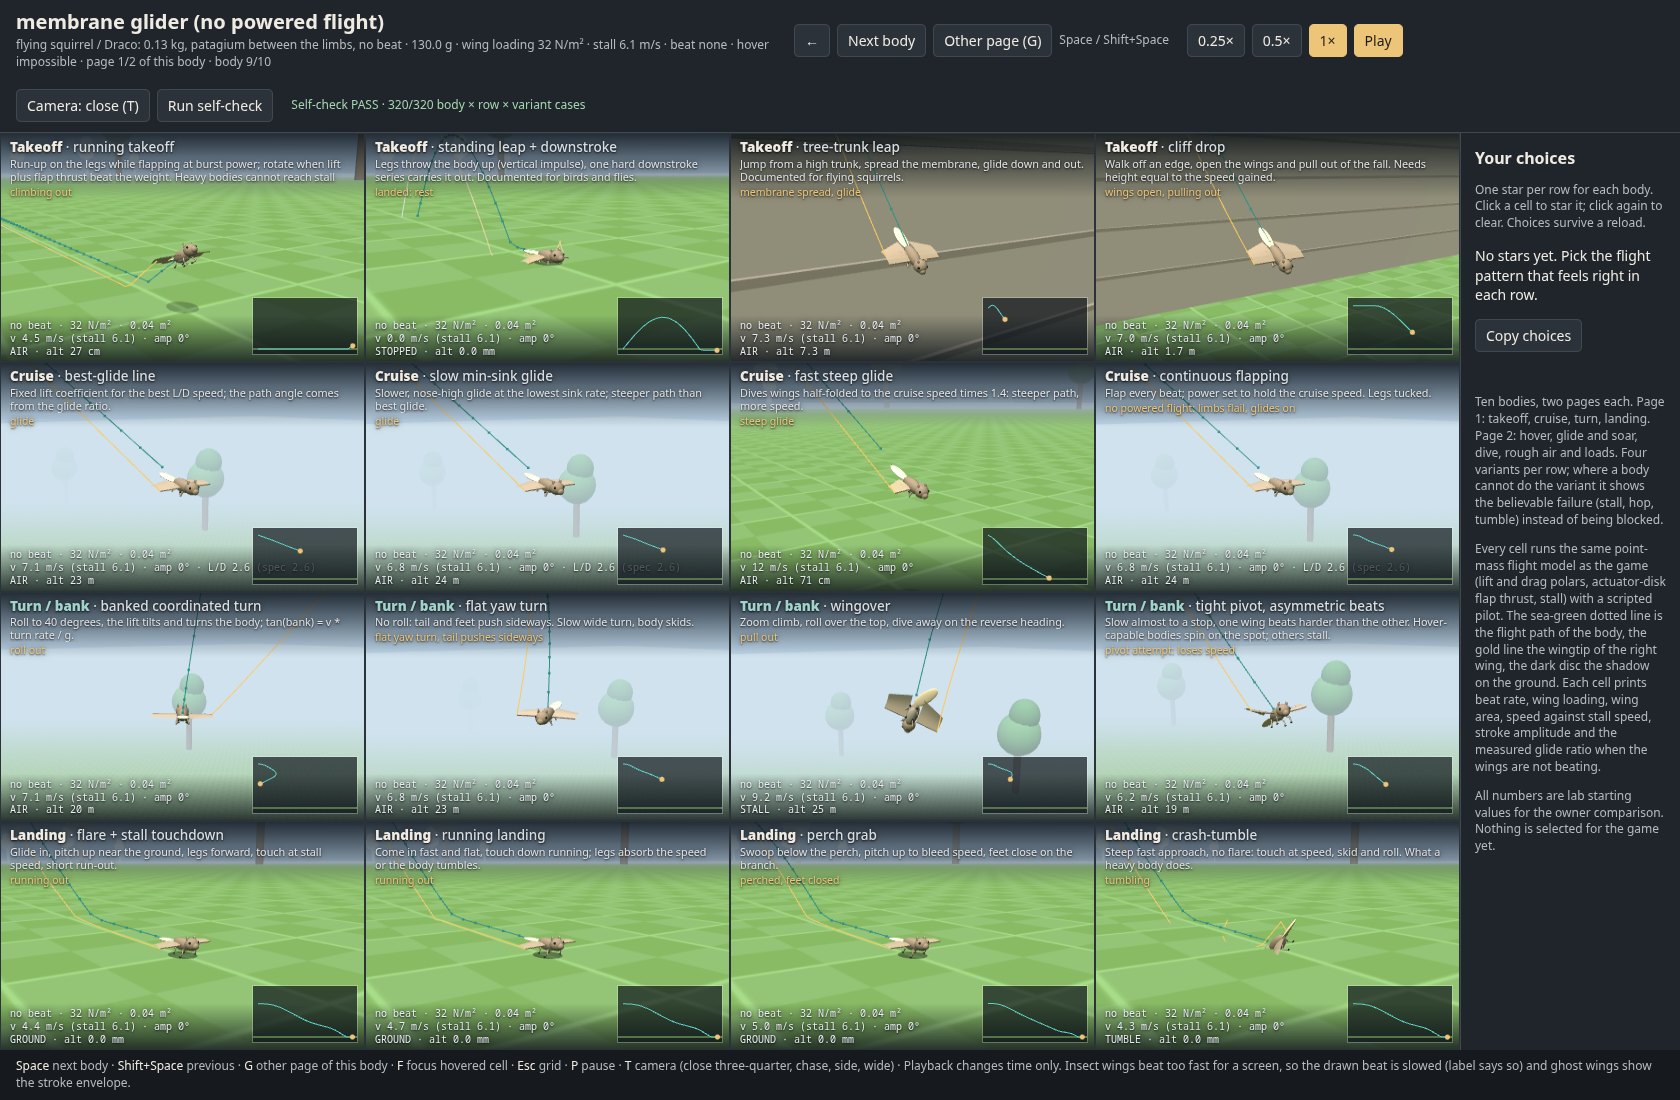 membrane glider (no powered flight)
flying squirrel / Draco: 0.13 kg, patagium between the limbs, no beat · 130.0 g · wing loading 32 N/m² · stall 6.1 m/s · beat none · hover
impossible · page 1/2 of this body · body 9/10
←
Next body
Other page (G)
Space / Shift+Space
0.25×
0.5×
1×
Play
Camera: close (T)
Run self-check
Self-check PASS · 320/320 body × row × variant cases
Takeoff · running takeoff
Run-up on the legs while flapping at burst power; rotate when lift
plus flap thrust beat the weight. Heavy bodies cannot reach stall
climbing out
no beat · 32 N/m² · 0.04 m²
v 4.5 m/s (stall 6.1) · amp 0°
AIR · alt 27 cm
Takeoff · standing leap + downstroke
Legs throw the body up (vertical impulse), one hard downstroke
series carries it out. Documented for birds and flies.
landed: rest
no beat · 32 N/m² · 0.04 m²
v 0.0 m/s (stall 6.1) · amp 0°
STOPPED · alt 0.0 mm
Takeoff · tree-trunk leap
Jump from a high trunk, spread the membrane, glide down and out.
Documented for flying squirrels.
membrane spread, glide
no beat · 32 N/m² · 0.04 m²
v 7.3 m/s (stall 6.1) · amp 0°
AIR · alt 7.3 m
Takeoff · cliff drop
Walk off an edge, open the wings and pull out of the fall. Needs
height equal to the speed gained.
wings open, pulling out
no beat · 32 N/m² · 0.04 m²
v 7.0 m/s (stall 6.1) · amp 0°
AIR · alt 1.7 m
Cruise · best-glide line
Fixed lift coefficient for the best L/D speed; the path angle comes
from the glide ratio.
glide
no beat · 32 N/m² · 0.04 m²
v 7.1 m/s (stall 6.1) · amp 0° · L/D 2.6 (spec 2.6)
AIR · alt 23 m
Cruise · slow min-sink glide
Slower, nose-high glide at the lowest sink rate; steeper path than
best glide.
glide
no beat · 32 N/m² · 0.04 m²
v 6.8 m/s (stall 6.1) · amp 0° · L/D 2.6 (spec 2.6)
AIR · alt 24 m
Cruise · fast steep glide
Dives wings half-folded to the cruise speed times 1.4: steeper path,
more speed.
steep glide
no beat · 32 N/m² · 0.04 m²
v 12 m/s (stall 6.1) · amp 0°
AIR · alt 71 cm
Cruise · continuous flapping
Flap every beat; power set to hold the cruise speed. Legs tucked.
no powered flight: limbs flail, glides on
no beat · 32 N/m² · 0.04 m²
v 6.8 m/s (stall 6.1) · amp 0° · L/D 2.6 (spec 2.6)
AIR · alt 24 m
Turn / bank · banked coordinated turn
Roll to 40 degrees, the lift tilts and turns the body; tan(bank) = v *
turn rate / g.
roll out
no beat · 32 N/m² · 0.04 m²
v 7.1 m/s (stall 6.1) · amp 0°
AIR · alt 20 m
Turn / bank · flat yaw turn
No roll: tail and feet push sideways. Slow wide turn, body skids.
flat yaw turn, tail pushes sideways
no beat · 32 N/m² · 0.04 m²
v 6.8 m/s (stall 6.1) · amp 0°
AIR · alt 23 m
Turn / bank · wingover
Zoom climb, roll over the top, dive away on the reverse heading.
pull out
no beat · 32 N/m² · 0.04 m²
v 9.2 m/s (stall 6.1) · amp 0°
STALL · alt 25 m
Turn / bank · tight pivot, asymmetric beats
Slow almost to a stop, one wing beats harder than the other. Hover-
capable bodies spin on the spot; others stall.
pivot attempt: loses speed
no beat · 32 N/m² · 0.04 m²
v 6.2 m/s (stall 6.1) · amp 0°
AIR · alt 19 m
Landing · flare + stall touchdown
Glide in, pitch up near the ground, legs forward, touch at stall
speed, short run-out.
running out
no beat · 32 N/m² · 0.04 m²
v 4.4 m/s (stall 6.1) · amp 0°
GROUND · alt 0.0 mm
Landing · running landing
Come in fast and flat, touch down running; legs absorb the speed
or the body tumbles.
running out
no beat · 32 N/m² · 0.04 m²
v 4.7 m/s (stall 6.1) · amp 0°
GROUND · alt 0.0 mm
Landing · perch grab
Swoop below the perch, pitch up to bleed speed, feet close on the
branch.
perched, feet closed
no beat · 32 N/m² · 0.04 m²
v 5.0 m/s (stall 6.1) · amp 0°
GROUND · alt 0.0 mm
Landing · crash-tumble
Steep fast approach, no flare: touch at speed, skid and roll. What a
heavy body does.
tumbling
no beat · 32 N/m² · 0.04 m²
v 4.3 m/s (stall 6.1) · amp 0°
TUMBLE · alt 0.0 mm
Your choices
One star per row for each body.
Click a cell to star it; click again to
clear. Choices survive a reload.
No stars yet. Pick the flight
pattern that feels right in
each row.
Copy choices
Ten bodies, two pages each. Page
1: takeoff, cruise, turn, landing.
Page 2: hover, glide and soar,
dive, rough air and loads. Four
variants per row; where a body
cannot do the variant it shows
the believable failure (stall, hop,
tumble) instead of being blocked.
Every cell runs the same point-
mass flight model as the game
(lift and drag polars, actuator-disk
flap thrust, stall) with a scripted
pilot. The sea-green dotted line is
the flight path of the body, the
gold line the wingtip of the right
wing, the dark disc the shadow
on the ground. Each cell prints
beat rate, wing loading, wing
area, speed against stall speed,
stroke amplitude and the
measured glide ratio when the
wings are not beating.
All numbers are lab starting
values for the owner comparison.
Nothing is selected for the game
yet.
Space next body · Shift+Space previous · G other page of this body · F focus hovered cell · Esc grid · P pause · T camera (close three-quarter, chase, side, wide) · Playback changes time only. Insect wings beat too fast for a screen, so the drawn beat is slowed (label says so) and ghost wings show
the stroke envelope.